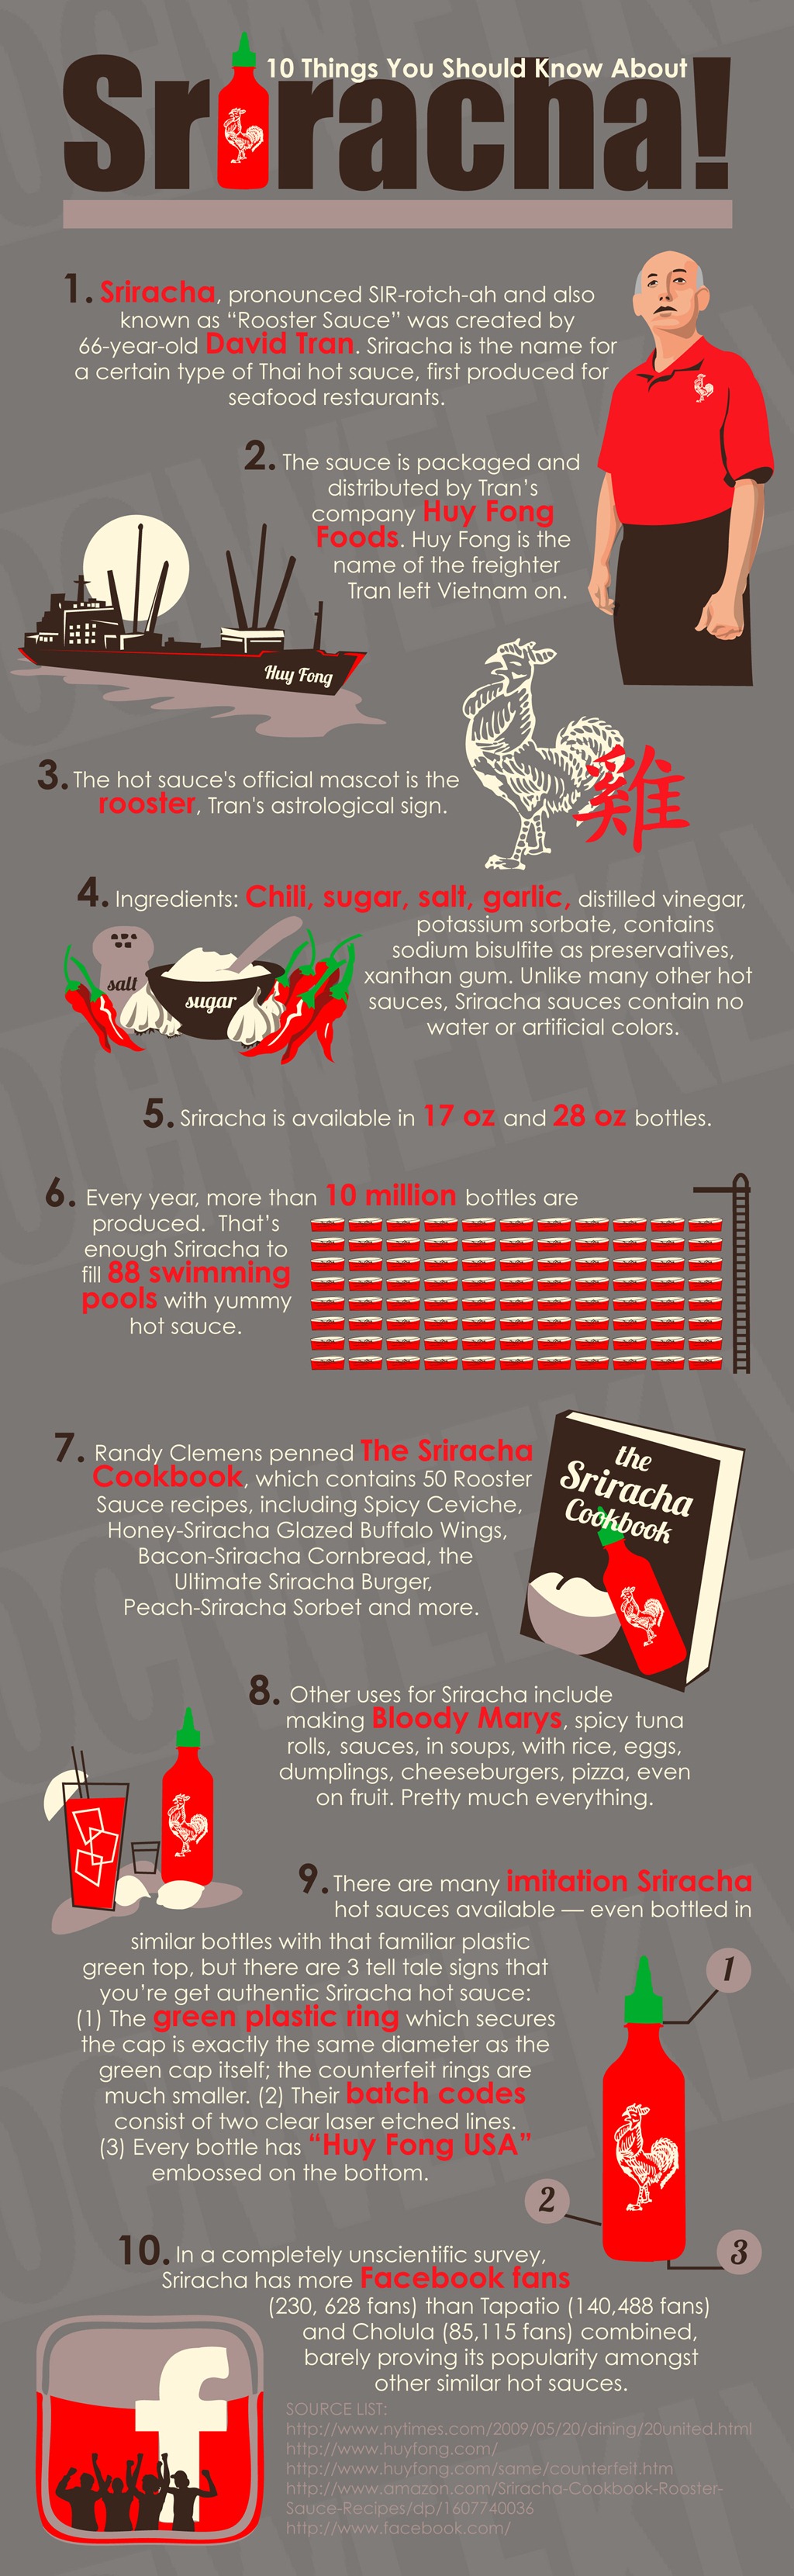 10 Things You Should Know About
Sriracha!
1. Sriracha, pronounced SIR-rotch-ah and also
known as “Rooster Sauce” was created by
66-year-old David Tran. Sriracha is the name for
a certain type of Thai hot sauce, first produced for
seafood restaurants.
2. The sauce is packaged and
distributed by Tran’s
company Huy Fong
Foods. Huy Fong is the
name of the freighter
Tran left Vietnam on.
Huy Fong
3. The hot sauce's official mascot is the
rooster, Tran's astrological sign.
雞
4. Ingredients: Chili, sugar, salt, garlic, distilled vinegar,
potassium sorbate, contains
sodium bisulfite as preservatives,
xanthan gum. Unlike many other hot
sauces, Sriracha sauces contain no
water or artificial colors.
salt
sugar
5. Sriracha is available in 17 oz and 28 oz bottles.
6. Every year, more than 10 million bottles are
produced. That’s
enough Sriracha to
fill 88 swimming
pools with yummy
hot sauce.
7. Randy Clemens penned The Sriracha
Cookbook, which contains 50 Rooster
Sauce recipes, including Spicy Ceviche,
Honey-Sriracha Glazed Buffalo Wings,
Bacon-Sriracha Cornbread, the
Ultimate Sriracha Burger,
Peach-Sriracha Sorbet and more.
the
Sriracha
Cookbook
8. Other uses for Sriracha include
making Bloody Marys, spicy tuna
rolls, sauces, in soups, with rice, eggs,
dumplings, cheeseburgers, pizza, even
on fruit. Pretty much everything.
9. There are many imitation Sriracha
hot sauces available — even bottled in
similar bottles with that familiar plastic
green top, but there are 3 tell tale signs that
you’re get authentic Sriracha hot sauce:
(1) The green plastic ring which secures
the cap is exactly the same diameter as the
green cap itself; the counterfeit rings are
much smaller. (2) Their batch codes
consist of two clear laser etched lines.
(3) Every bottle has “Huy Fong USA”
embossed on the bottom.
1
2
3
10. In a completely unscientific survey,
Sriracha has more Facebook fans
(230, 628 fans) than Tapatio (140,488 fans)
and Cholula (85,115 fans) combined,
barely proving its popularity amongst
other similar hot sauces.
f
SOURCE LIST:
http://www.nytimes.com/2009/05/20/dining/20united.html
http://www.huyfong.com/
http://www.huyfong.com/same/counterfeit.htm
http://www.amazon.com/Sriracha-Cookbook-Rooster-
Sauce-Recipes/dp/1607740036
http://www.facebook.com/